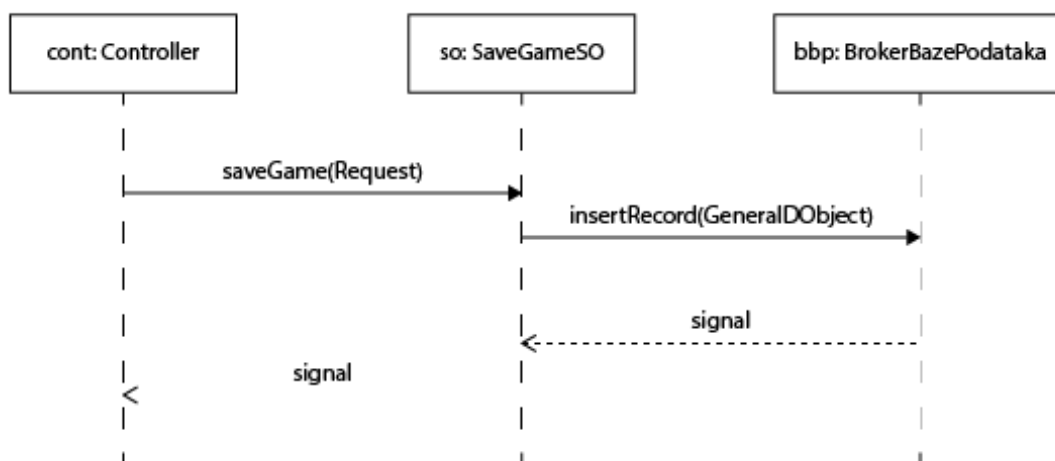 cont: Controller
so: SaveGameSO
bbp: BrokerBazePodataka
saveGame(Request)
insertRecord(GeneralDObject)
signal
signal